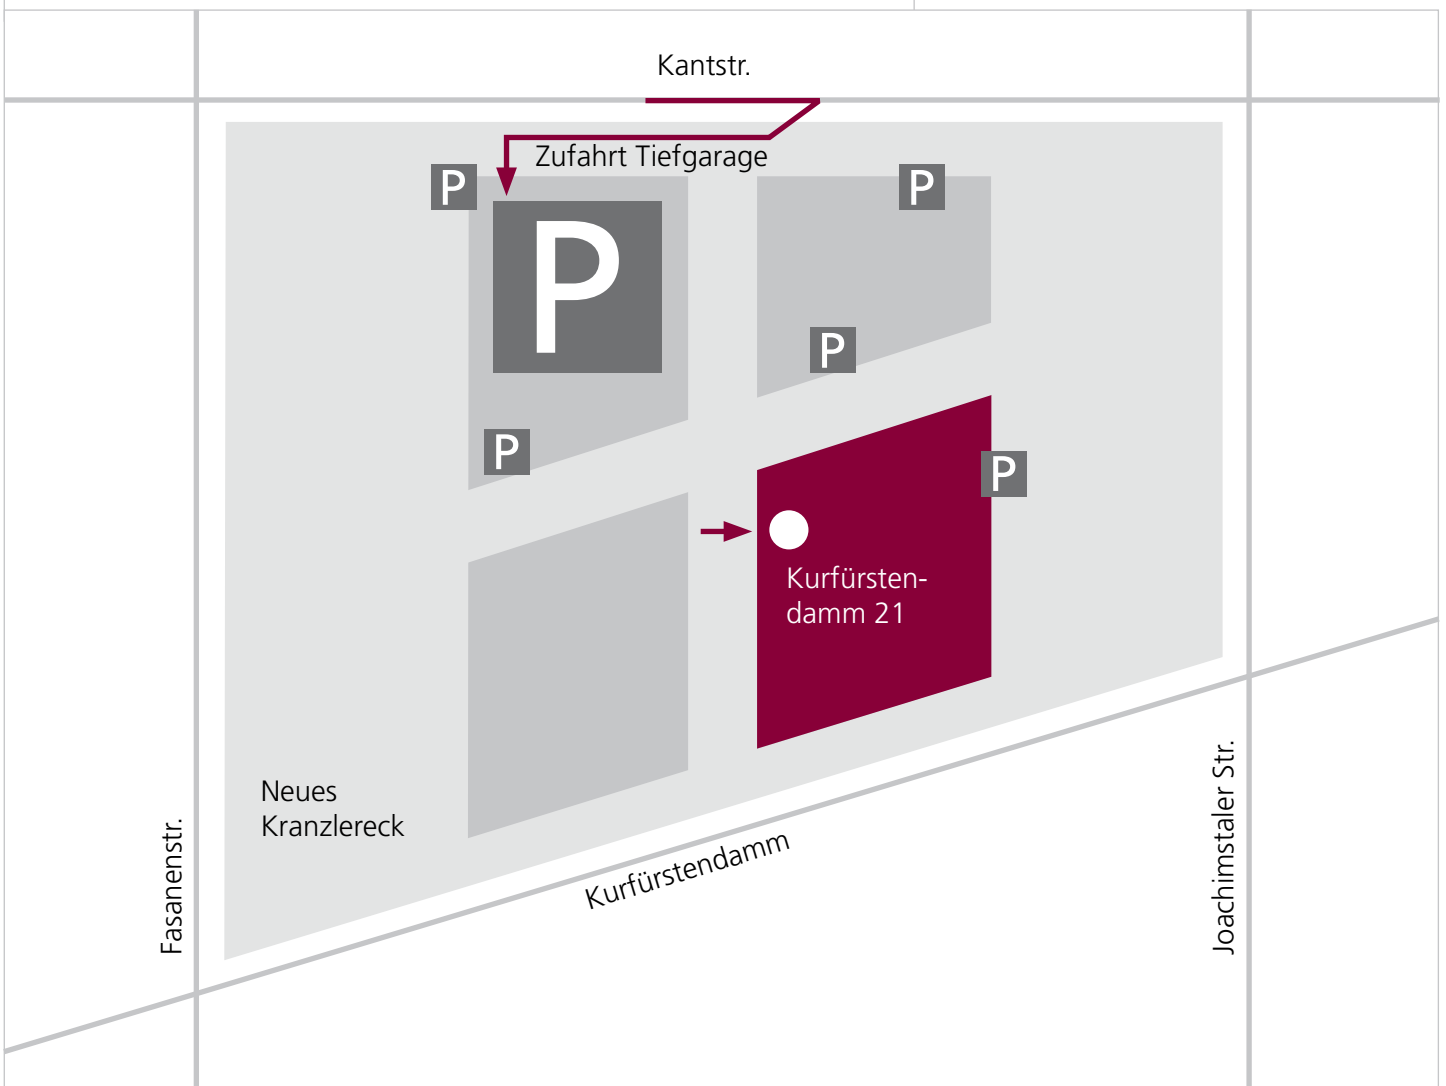 Kantstr.
Zufahrt Tiefgarage
P
P
P
P
P
P
Kurfürsten-
damm 21
Neues
Kranzlereck
Kurfürstendamm
Fasanenstr.
Joachimstaler Str.